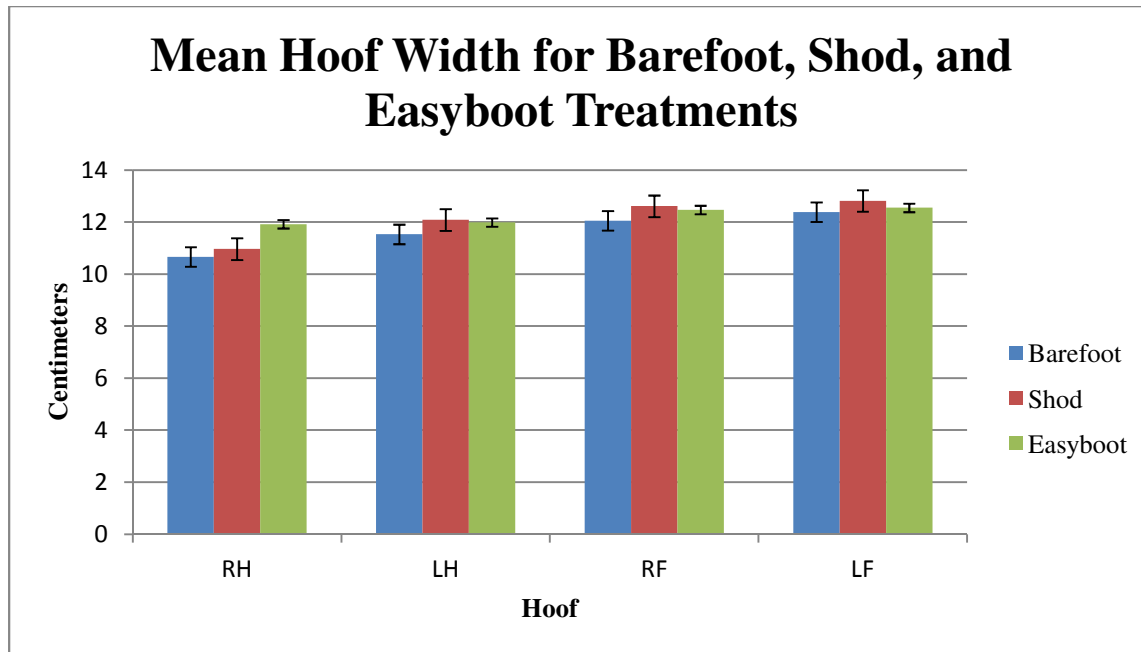 Mean Hoof Width for Barefoot, Shod, and
Easyboot Treatments
14
12
10
8
6
4
2
0
Centimeters
RH LH RF LF
Hoof
Barefoot
Shod
Easyboot